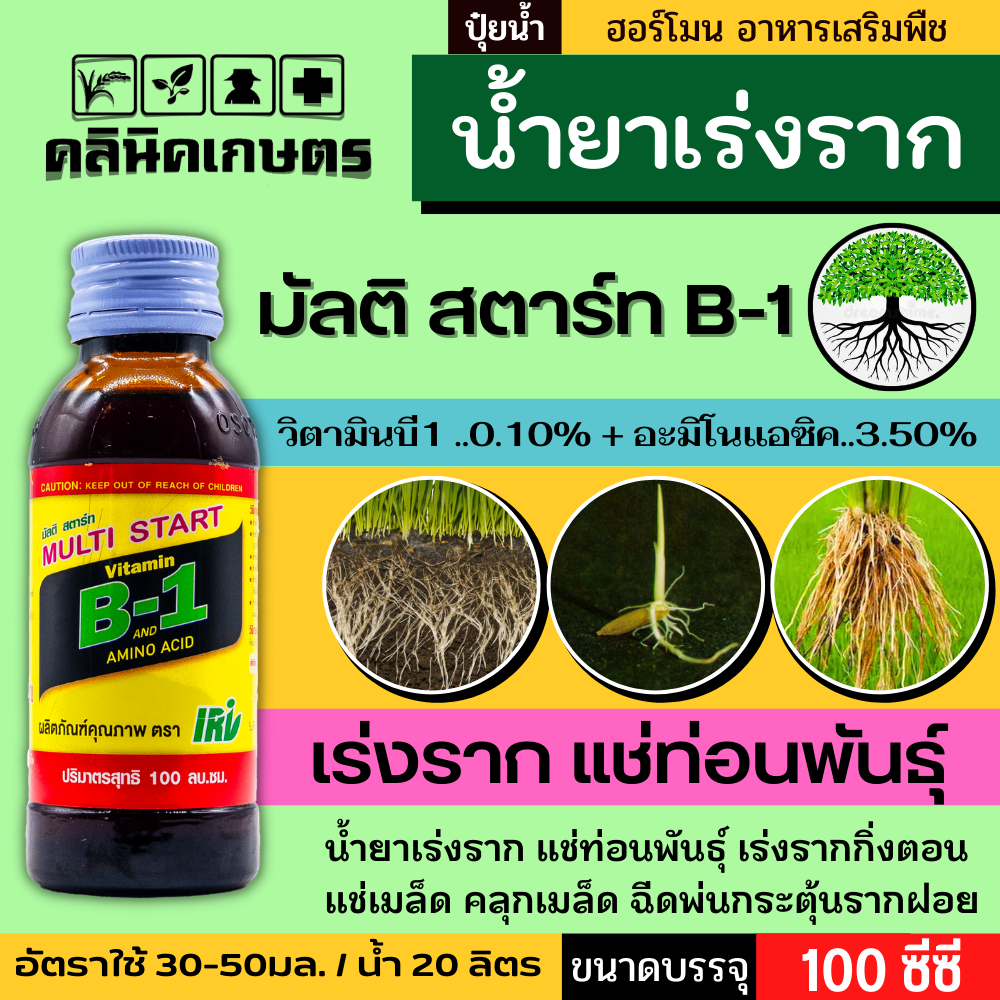 ปุ๋ยน้ำ ฮอร์โมน อาหารเสริมพืช
น้ำยาเร่งราก
คลินิคเกษตร
มัลติ สตาร์ท B-1
วิตามินบี1 ..0.10% + อะมิโนแอซิค..3.50%
CAUTION: KEEP OUT OF REACH OF CHILDREN
มัลติ สตาร์ท
MULTI START
Vitamin
B-1
AND
AMINO ACID
ผลิตภัณฑ์คุณภาพ ตรา
ปริมาตรสุทธิ 100 ลบ.ซม.
เร่งราก แช่ท่อนพันธุ์
น้ำยาเร่งราก แช่ท่อนพันธุ์ เร่งรากกิ่งตอน
แช่เมล็ด คลุกเมล็ด ฉีดพ่นกระตุ้นรากฝอย
อัตราใช้ 30-50มล. / น้ำ 20 ลิตร
ขนาดบรรจุ 100 ซีซี